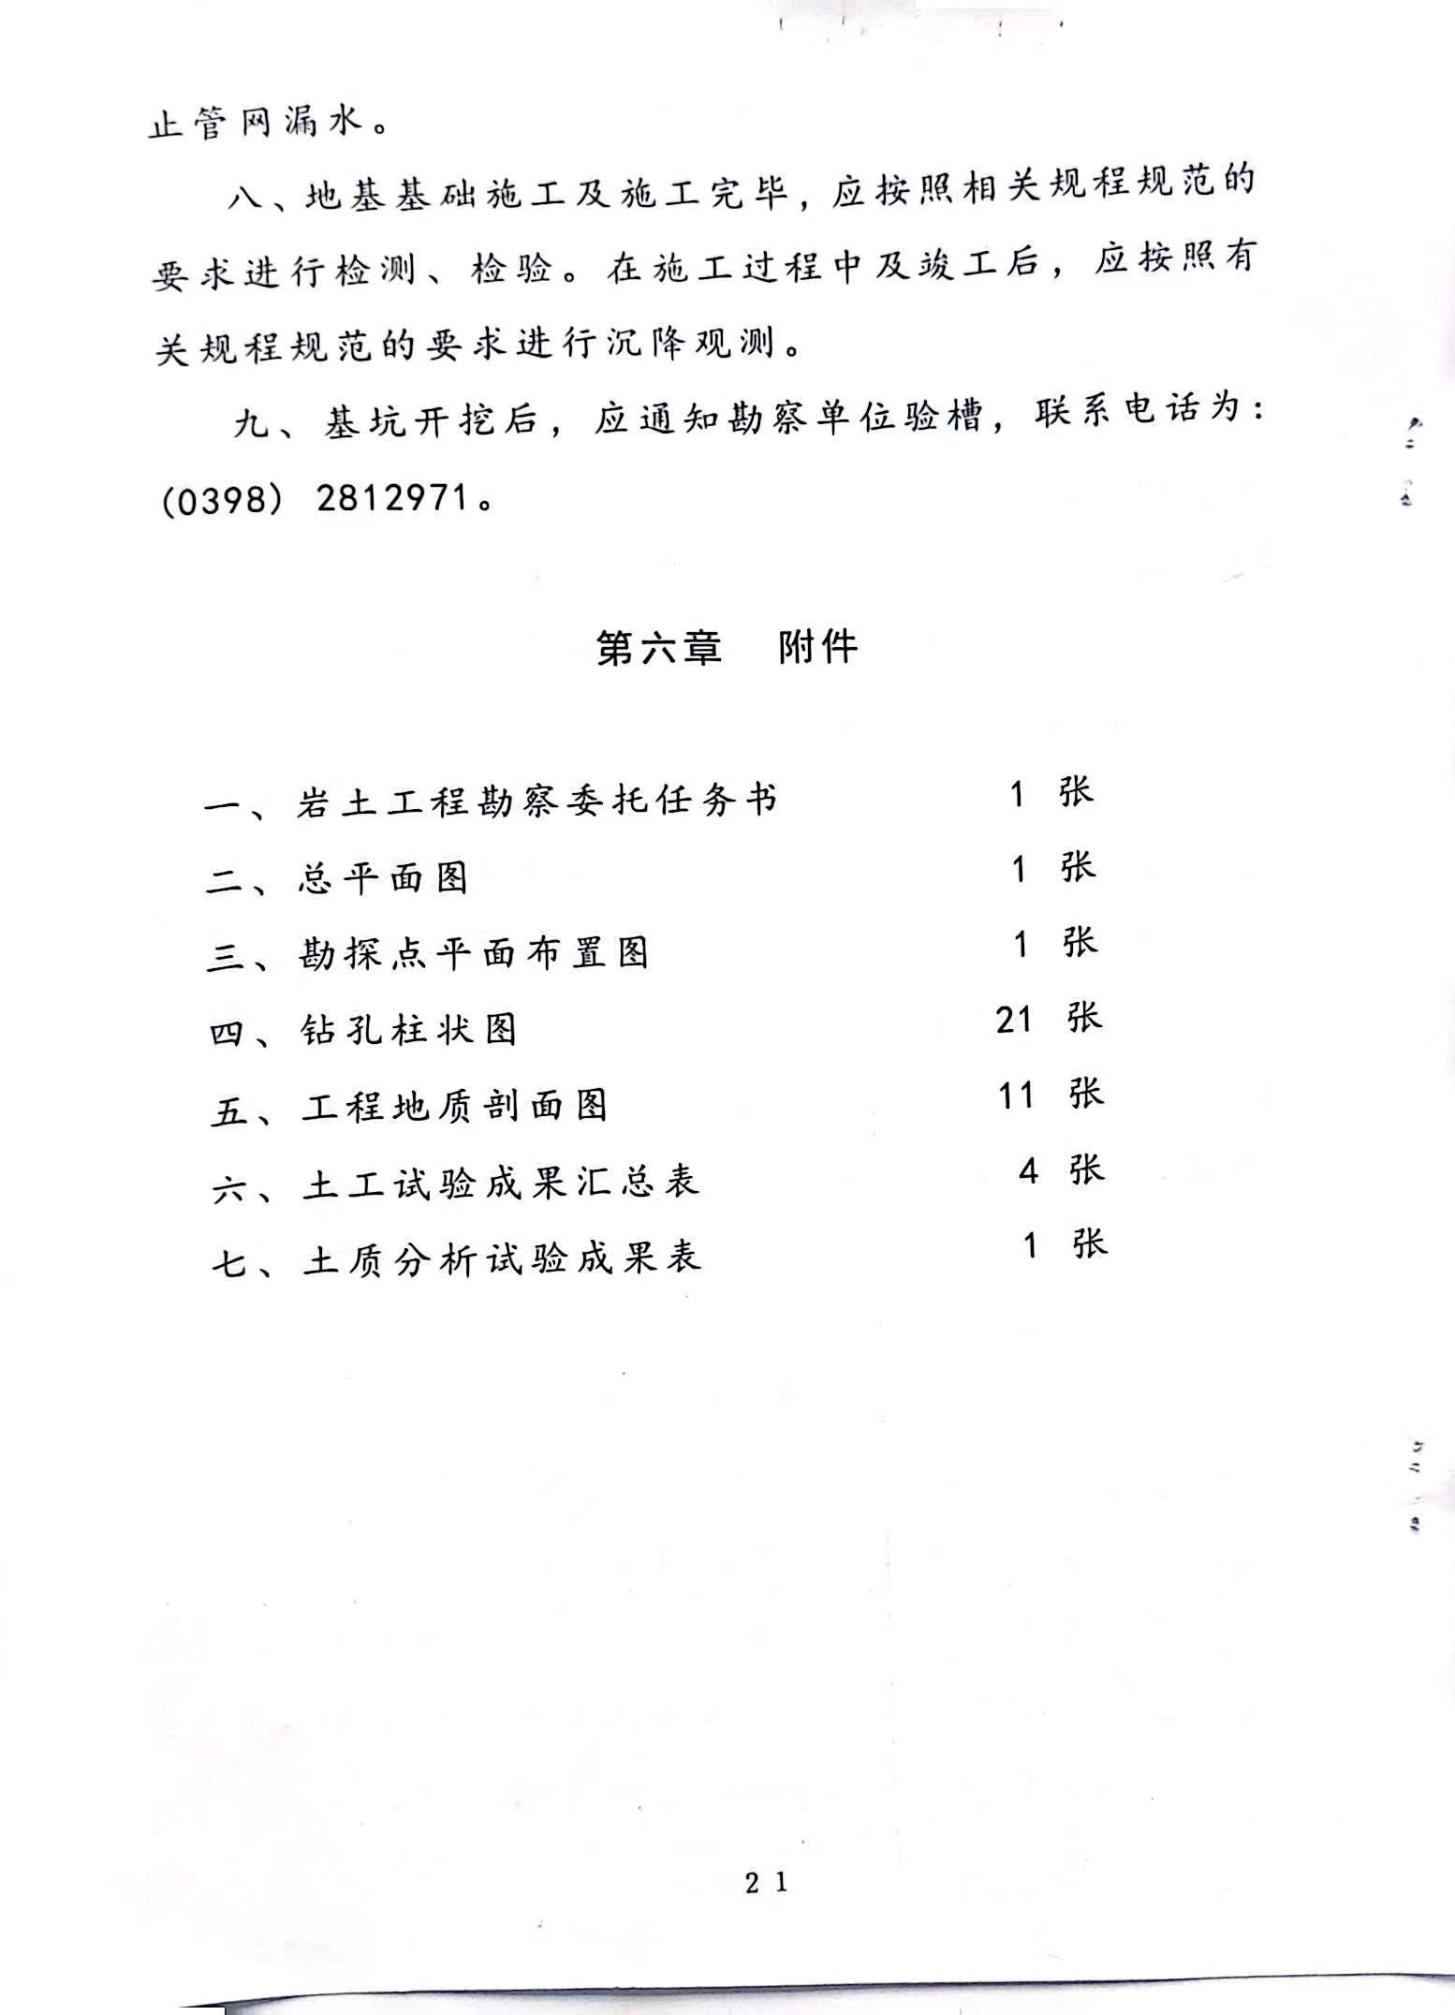 止管网漏水。
八、地基基础施工及施工完毕，应按照相关规程规范的
要求进行检测、检验。在施工过程中及竣工后，应按照有
关规程规范的要求进行沉降观测。
九、基坑开挖后，应通知勘察单位验槽，联系电话为：
(0398) 2812971。
第六章 附件
一、岩土工程勘察委托任务书 1 张
二、总平面图 1 张
三、勘探点平面布置图 1 张
四、钻孔柱状图 21 张
五、工程地质剖面图 11 张
六、土工试验成果汇总表 4 张
七、土质分析试验成果表 1 张
21